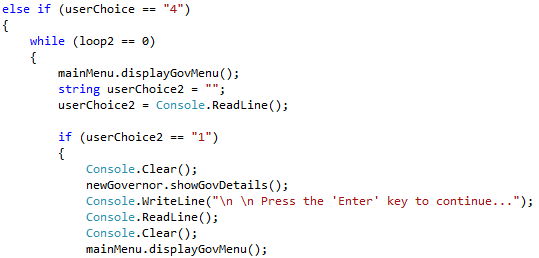 else if (userChoice == "4")
{
    while (loop2 == 0)
    {
        mainMenu.displayGovMenu();
        string userChoice2 = "";
        userChoice2 = Console.ReadLine();

        if (userChoice2 == "1")
        {
            Console.Clear();
            newGovernor.showGovDetails();
            Console.WriteLine("\n \n Press the 'Enter' key to continue...");
            Console.ReadLine();
            Console.Clear();
            mainMenu.displayGovMenu();